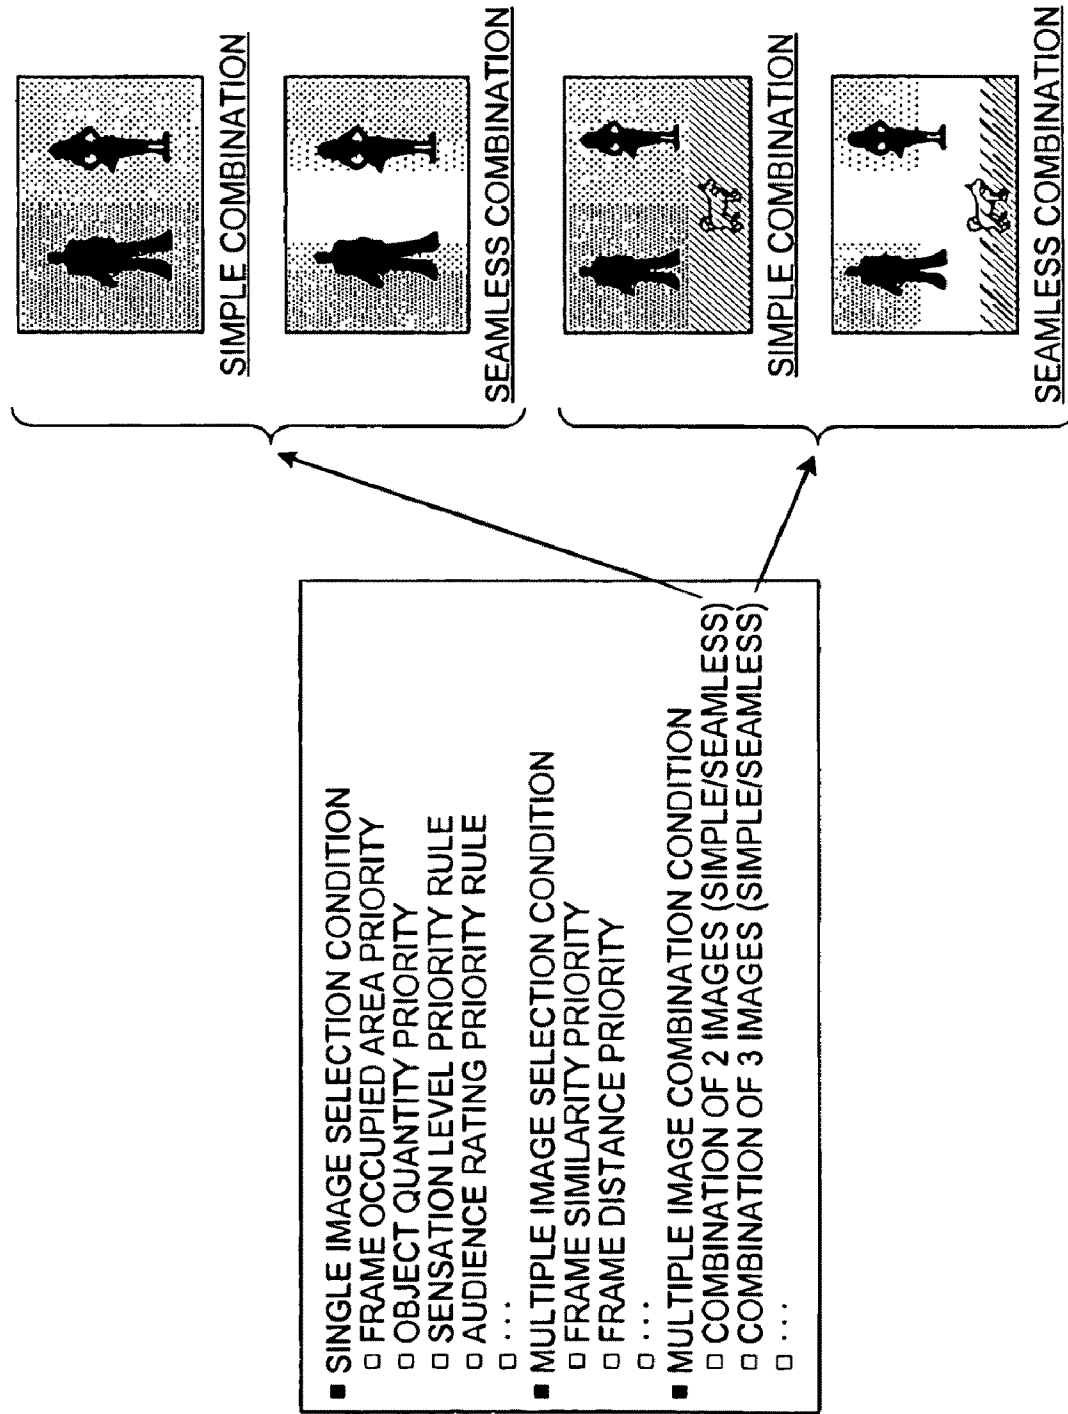 ■ SINGLE IMAGE SELECTION CONDITION
□ FRAME OCCUPIED AREA PRIORITY
□ OBJECT QUANTITY PRIORITY
□ SENSATION LEVEL PRIORITY RULE
□ AUDIENCE RATING PRIORITY RULE
□ ...
■ MULTIPLE IMAGE SELECTION CONDITION
□ FRAME SIMILARITY PRIORITY
□ FRAME DISTANCE PRIORITY
□ ...
■ MULTIPLE IMAGE COMBINATION CONDITION
□ COMBINATION OF 2 IMAGES (SIMPLE/SEAMLESS)
□ COMBINATION OF 3 IMAGES (SIMPLE/SEAMLESS)
□ ...
SIMPLE COMBINATION
SEAMLESS COMBINATION
SIMPLE COMBINATION
SEAMLESS COMBINATION